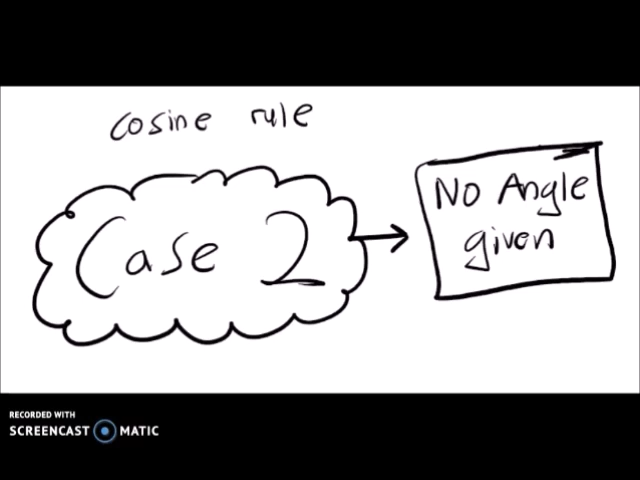 cosine rule
Case 2
No Angle
given
RECORDED WITH
SCREENCAST MATIC